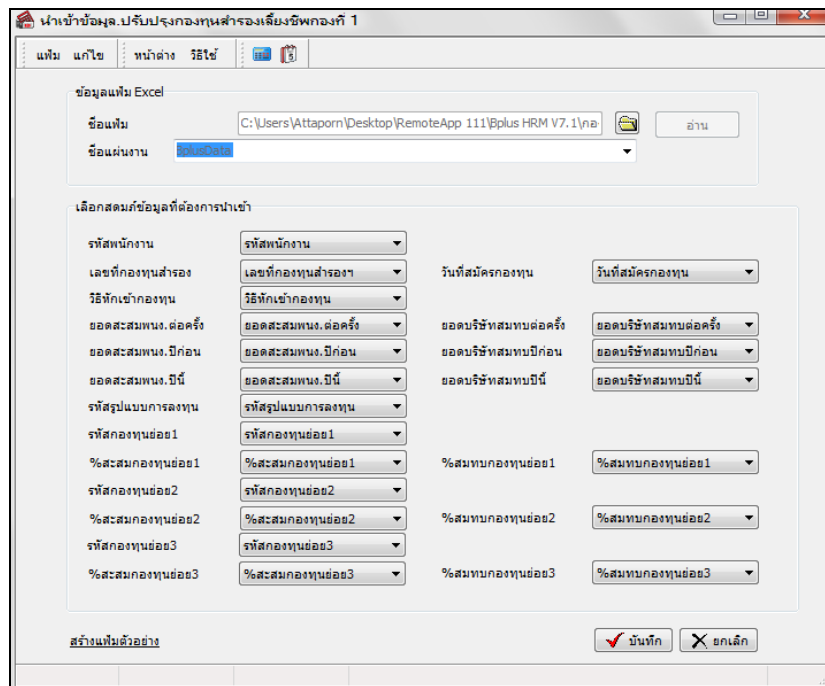 นำเข้าข้อมูล.ปรับปรุงกองทุนสำรองเลี้ยงชีพกองที่ 1
แฟ้ม แก้ไข หน้าต่าง วิธีใช้
ข้อมูลแฟ้ม Excel
ชื่อแฟ้ม C:\Users\Attaporn\Desktop\RemoteApp 111\Bplus HRM V7.1\กอ อ่าน
ชื่อแผ่นงาน BplusData
เลือกสดมภ์ข้อมูลที่ต้องการนำเข้า
รหัสพนักงาน รหัสพนักงาน
เลขที่กองทุนสำรอง เลขที่กองทุนสำรองฯ วันที่สมัครกองทุน วันที่สมัครกองทุน
วิธีหักเข้ากองทุน วิธีหักเข้ากองทุน
ยอดสะสมพนง.ต่อครั้ง ยอดสะสมพนง.ต่อครั้ง ยอดบริษัทสมทบต่อครั้ง ยอดบริษัทสมทบต่อครั้ง
ยอดสะสมพนง.ปีก่อน ยอดสะสมพนง.ปีก่อน ยอดบริษัทสมทบปีก่อน ยอดบริษัทสมทบปีก่อน
ยอดสะสมพนง.ปีนี้ ยอดสะสมพนง.ปีนี้ ยอดบริษัทสมทบปีนี้ ยอดบริษัทสมทบปีนี้
รหัสรูปแบบการลงทุน รหัสรูปแบบการลงทุน
รหัสกองทุนย่อย1 รหัสกองทุนย่อย1
%สะสมกองทุนย่อย1 %สะสมกองทุนย่อย1 %สมทบกองทุนย่อย1 %สมทบกองทุนย่อย1
รหัสกองทุนย่อย2 รหัสกองทุนย่อย2
%สะสมกองทุนย่อย2 %สะสมกองทุนย่อย2 %สมทบกองทุนย่อย2 %สมทบกองทุนย่อย2
รหัสกองทุนย่อย3 รหัสกองทุนย่อย3
%สะสมกองทุนย่อย3 %สะสมกองทุนย่อย3 %สมทบกองทุนย่อย3 %สมทบกองทุนย่อย3
สร้างแฟ้มตัวอย่าง บันทึก ยกเลิก